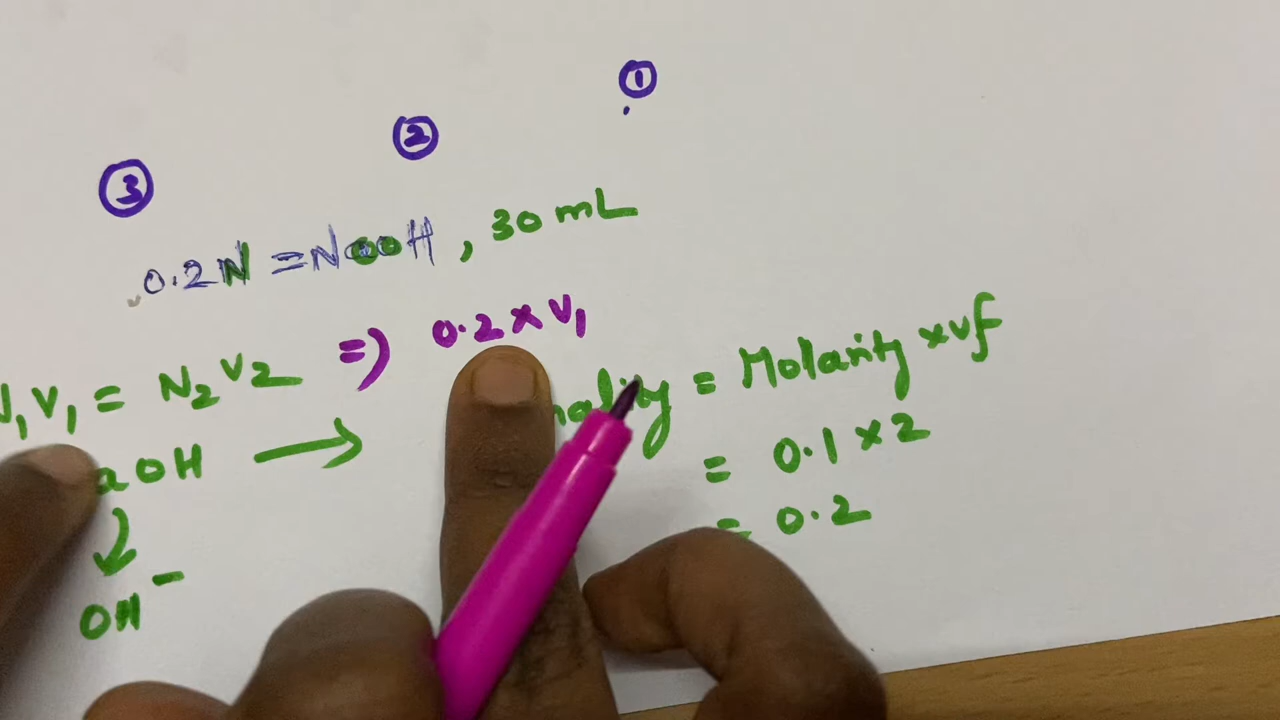 ①
②
③
0.2N = NaOH, 30 mL
=) 0.2 x V₁
N₁V₁ = N₂V₂
= Molarity x vf
aOH →
= 0.1 x 2
= 0.2
OH⁻